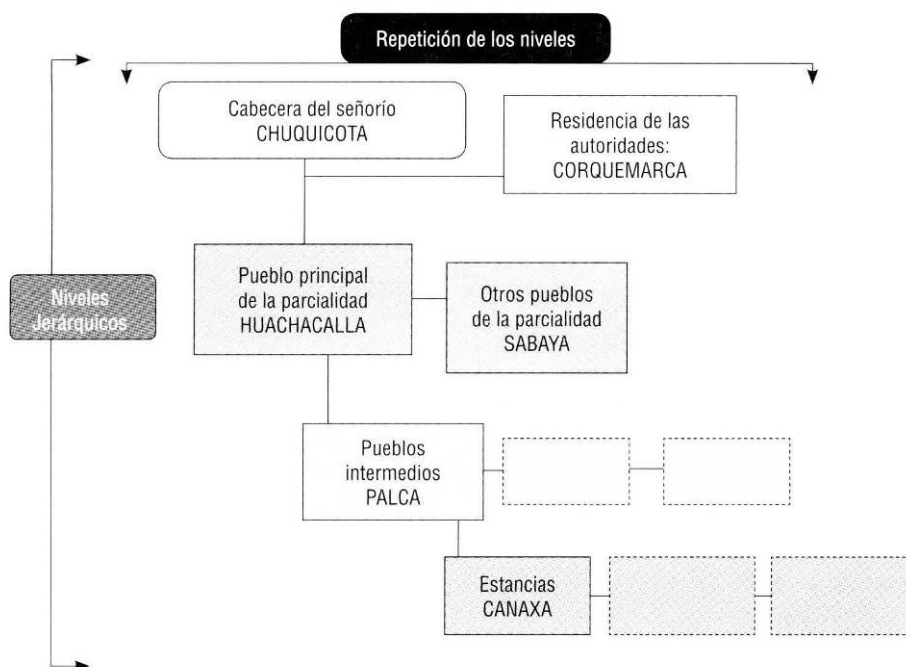 Repetición de los niveles
Cabecera del señorío
CHUQUICOTA
Residencia de las
autoridades:
CORQUEMARCA
Niveles
Jerárquicos
Pueblo principal
de la parcialidad
HUACHACALLA
Otros pueblos
de la parcialidad
SABAYA
Pueblos
intermedios
PALCA
Estancias
CANAXA